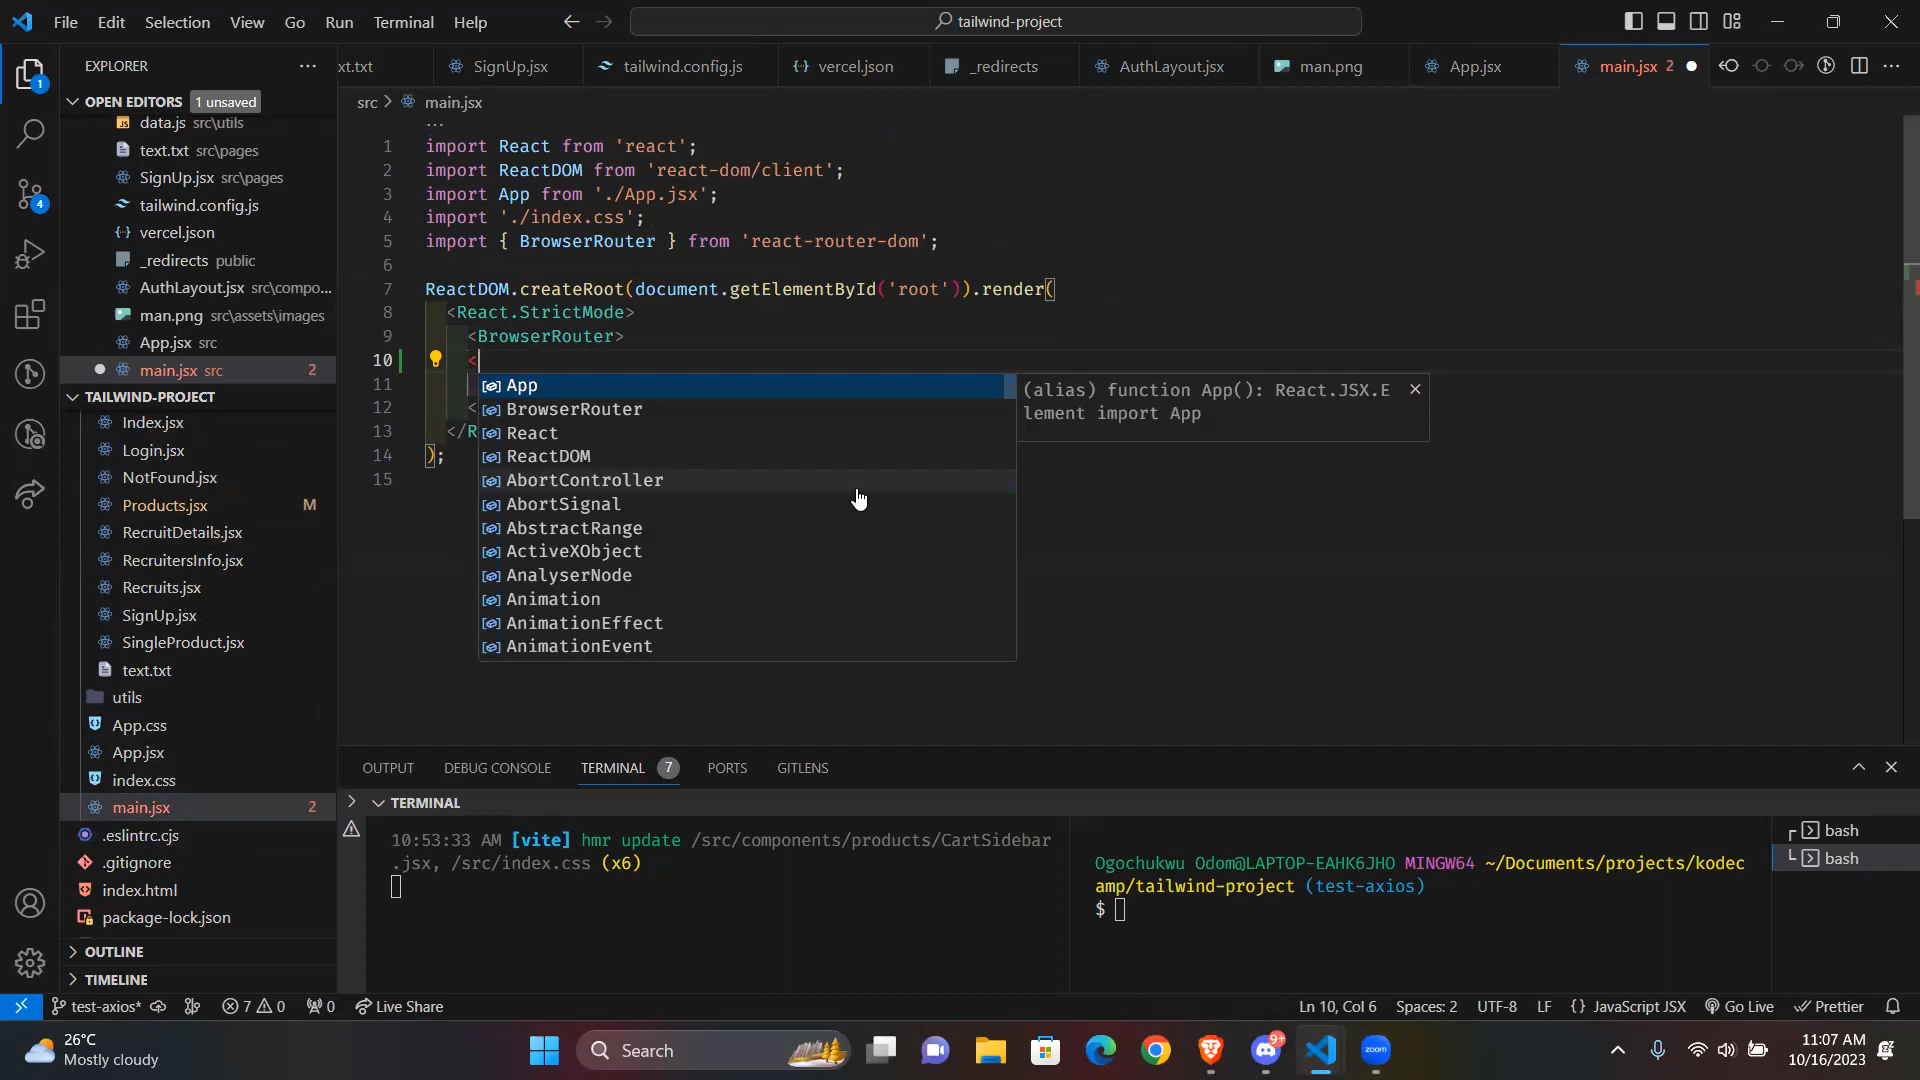 File Edit Selection View Go Run Terminal Help
tailwind-project
EXPLORER
1
4
OPEN EDITORS 1 unsaved
data.js src\utils
text.txt src\pages
SignUp.jsx src\pages
tailwind.config.js
vercel.json
_redirects public
AuthLayout.jsx src\compo...
man.png src\assets\images
App.jsx src
main.jsx src 2
TAILWIND-PROJECT
Index.jsx
Login.jsx
NotFound.jsx
Products.jsx M
RecruitDetails.jsx
RecruitersInfo.jsx
Recruits.jsx
SignUp.jsx
SingleProduct.jsx
text.txt
utils
App.css
App.jsx
index.css
main.jsx 2
.eslintrc.cjs
.gitignore
index.html
package-lock.json
OUTLINE
TIMELINE
xt.txt SignUp.jsx tailwind.config.js vercel.json _redirects AuthLayout.jsx man.png App.jsx main.jsx 2
src > main.jsx
...
1 import React from 'react';
2 import ReactDOM from 'react-dom/client';
3 import App from './App.jsx';
4 import './index.css';
5 import { BrowserRouter } from 'react-router-dom';
6
7 ReactDOM.createRoot(document.getElementById('root')).render(
8 <React.StrictMode>
9 <BrowserRouter>
10 <
11
12 <
13 </R
14 );
15
App
BrowserRouter
React
ReactDOM
AbortController
AbortSignal
AbstractRange
ActiveXObject
AnalyserNode
Animation
AnimationEffect
AnimationEvent
(alias) function App(): React.JSX.E
lement import App
OUTPUT DEBUG CONSOLE TERMINAL 7 PORTS GITLENS
TERMINAL
10:53:33 AM [vite] hmr update /src/components/products/CartSidebar
.jsx, /src/index.css (x6)
Ogochukwu Odom@LAPTOP-EAHK6JHO MINGW64 ~/Documents/projects/kodec
amp/tailwind-project (test-axios)
$
bash
bash
test-axios* 7 0 0 Live Share
Ln 10, Col 6 Spaces: 2 UTF-8 LF {} JavaScript JSX Go Live Prettier
26°C
Mostly cloudy
Search
9+
zoom
11:07 AM
10/16/2023